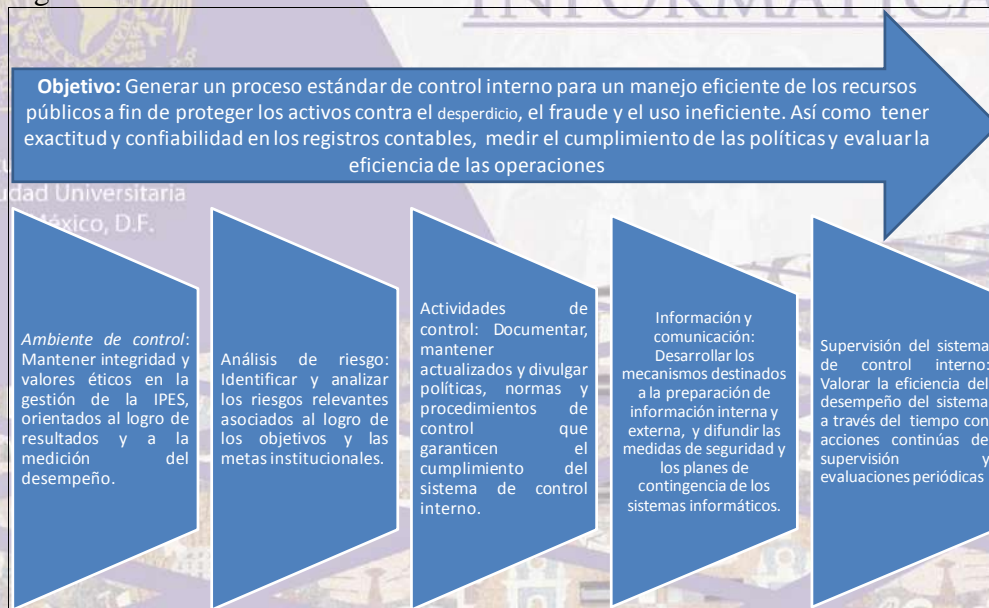 INFORMÁTICA
Objetivo: Generar un proceso estándar de control interno para un manejo eficiente de los recursos
públicos a fin de proteger los activos contra el desperdicio, el fraude y el uso ineficiente. Así como tener
exactitud y confiabilidad en los registros contables, medir el cumplimiento de las políticas y evaluar la
eficiencia de las operaciones
Universitaria
México, D.F.
Ambiente de control:
Mantener integridad y
valores éticos en la
gestión de la IPES,
orientados al logro de
resultados y a la
medición del
desempeño.
Análisis de riesgo:
Identificar y analizar
los riesgos relevantes
asociados al logro de
los objetivos y las
metas institucionales.
Actividades de
control: Documentar,
mantener
actualizados y divulgar
políticas, normas y
procedimientos de
control que
garanticen el
cumplimiento del
sistema de control
interno.
Información y
comunicación:
Desarrollar los
mecanismos destinados
a la preparación de
información interna y
externa, y difundir las
medidas de seguridad y
los planes de
contingencia de los
sistemas informáticos.
Supervisión del sistema
de control interno:
Valorar la eficiencia del
desempeño del sistema
a través del tiempo con
acciones continúas de
supervisión y
evaluaciones periódicas